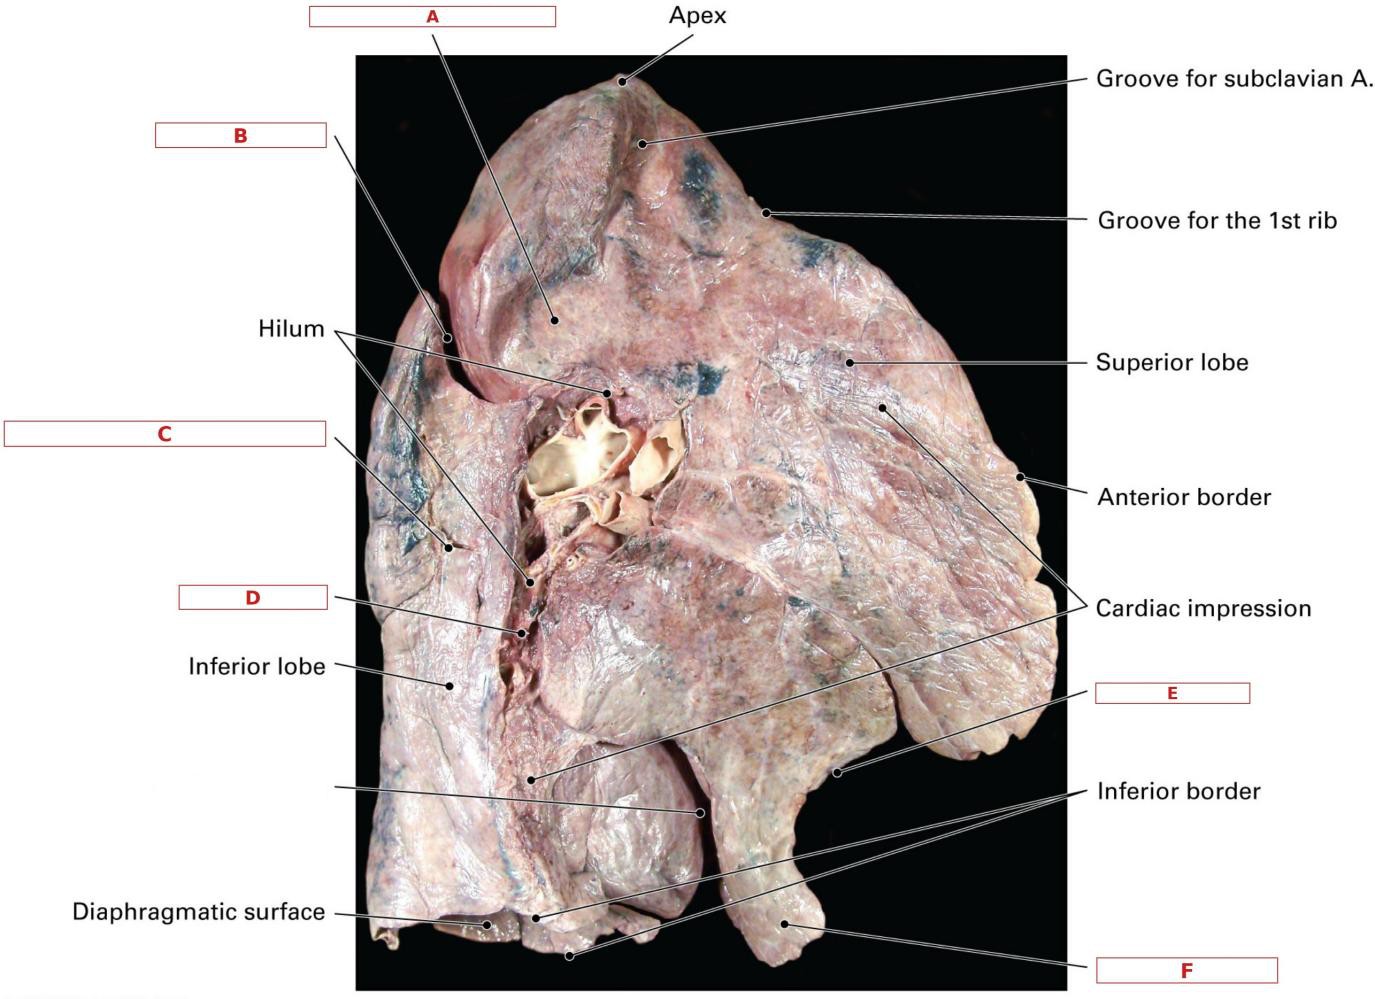 A
Apex
Groove for subclavian A.
B
Groove for the 1st rib
Hilum
Superior lobe
C
Anterior border
D
Cardiac impression
Inferior lobe
E
Inferior border
Diaphragmatic surface
F